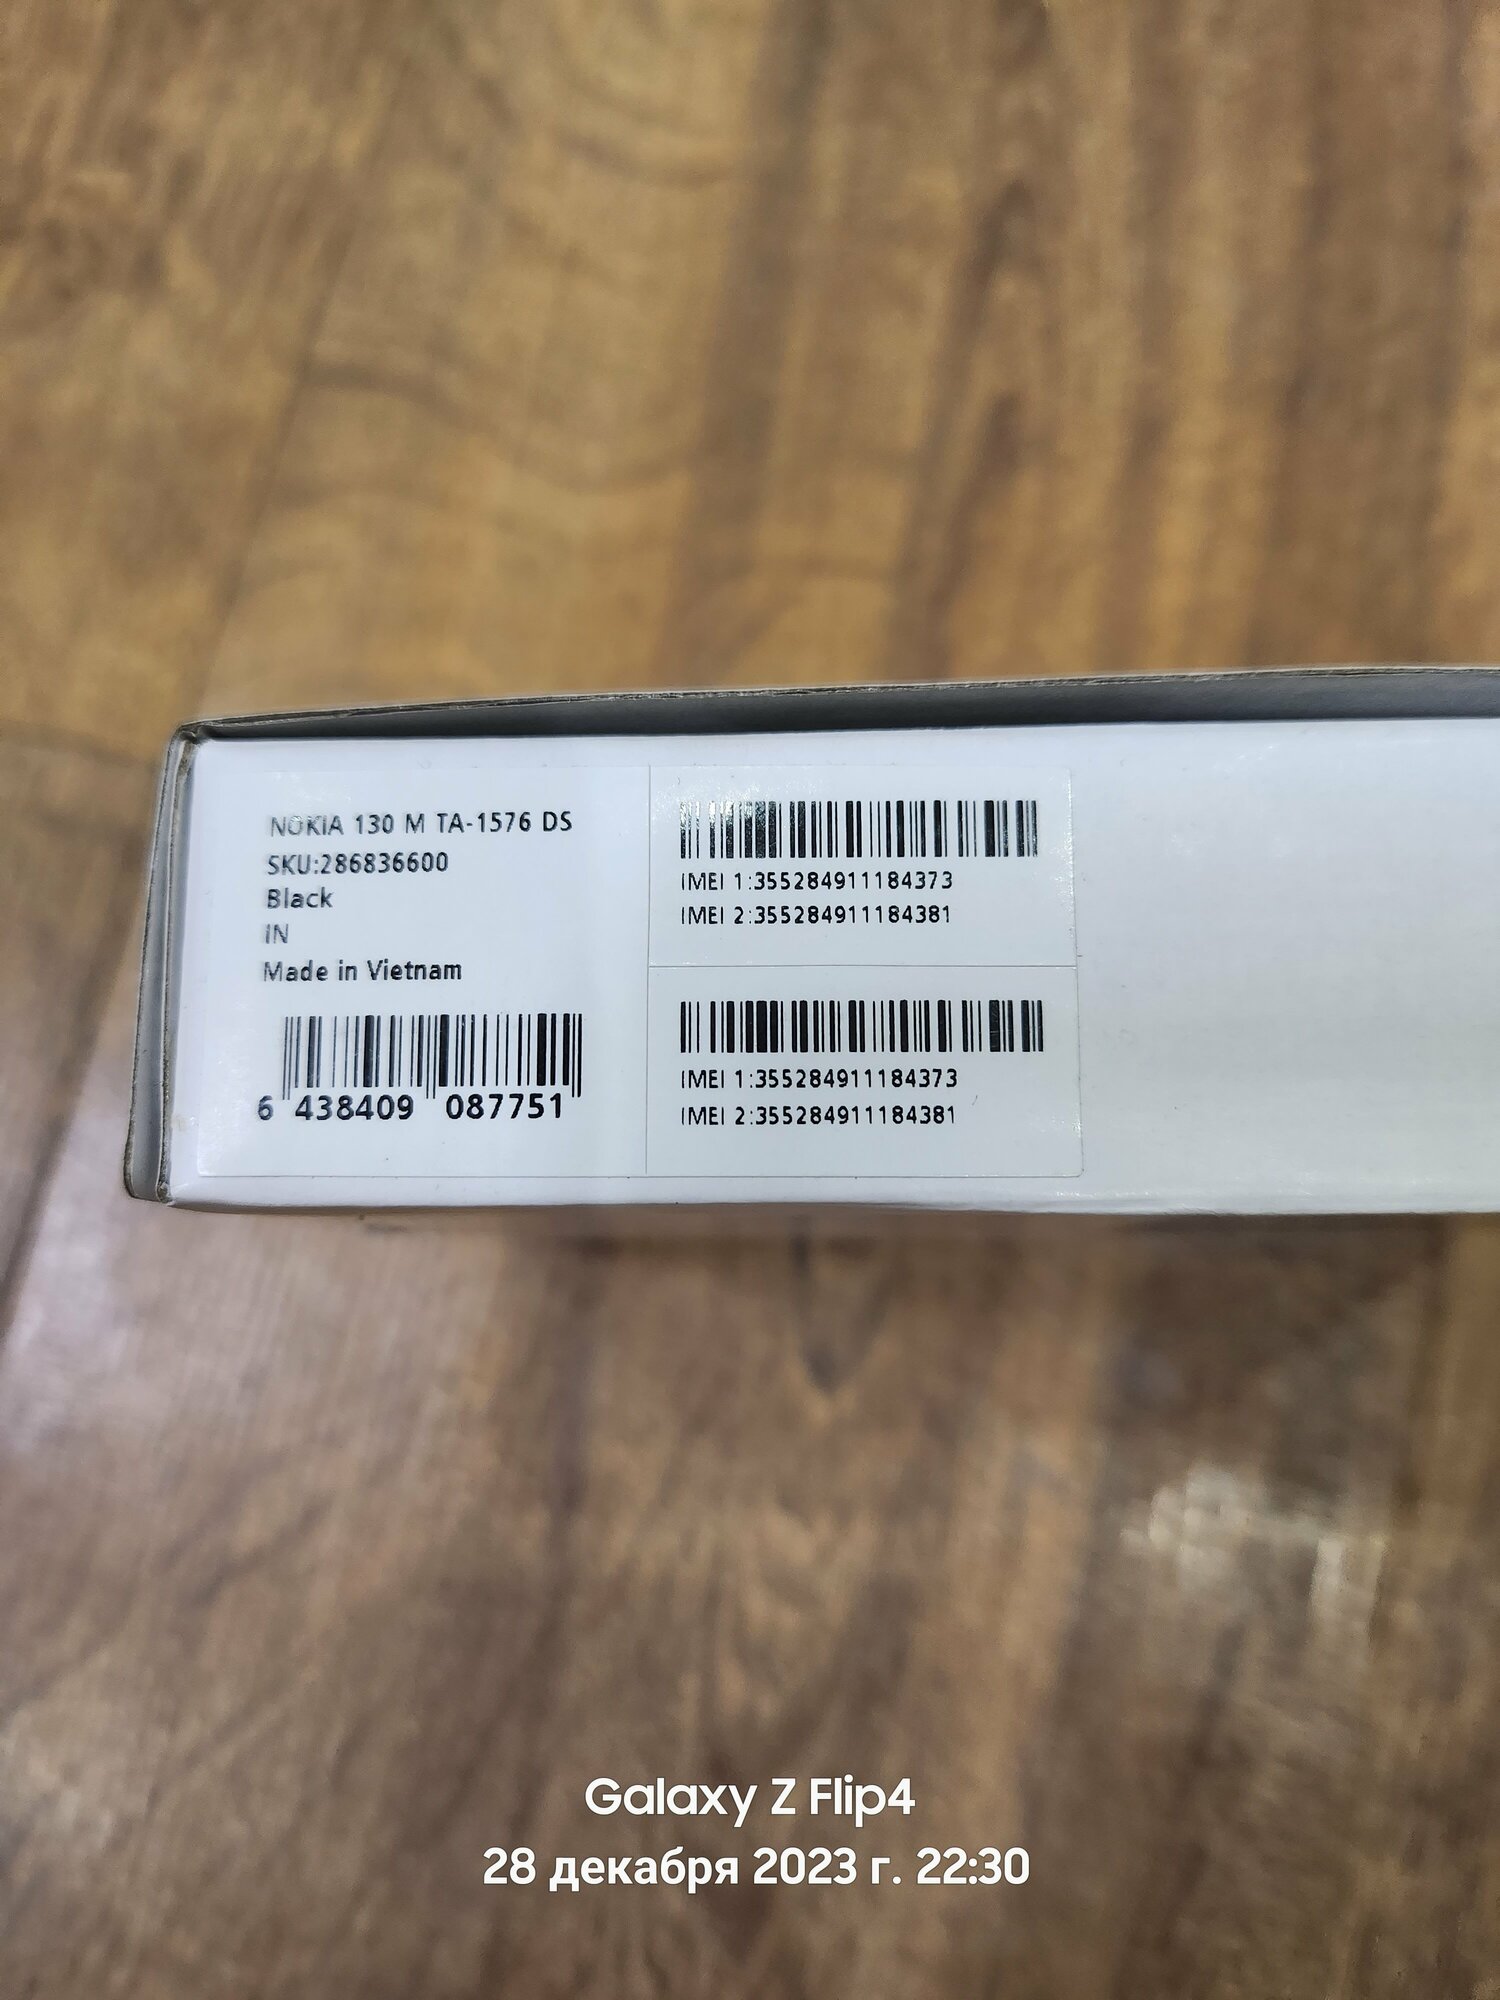 NOKIA 130 M TA-1576 DS
SKU:286836600
Black
IN
Made in Vietnam
6 438409 087751
IMEI 1:355284911184373
IMEI 2:355284911184381
IMEI 1:355284911184373
IMEI 2:355284911184381
Galaxy Z Flip4
28 декабря 2023 г. 22:30